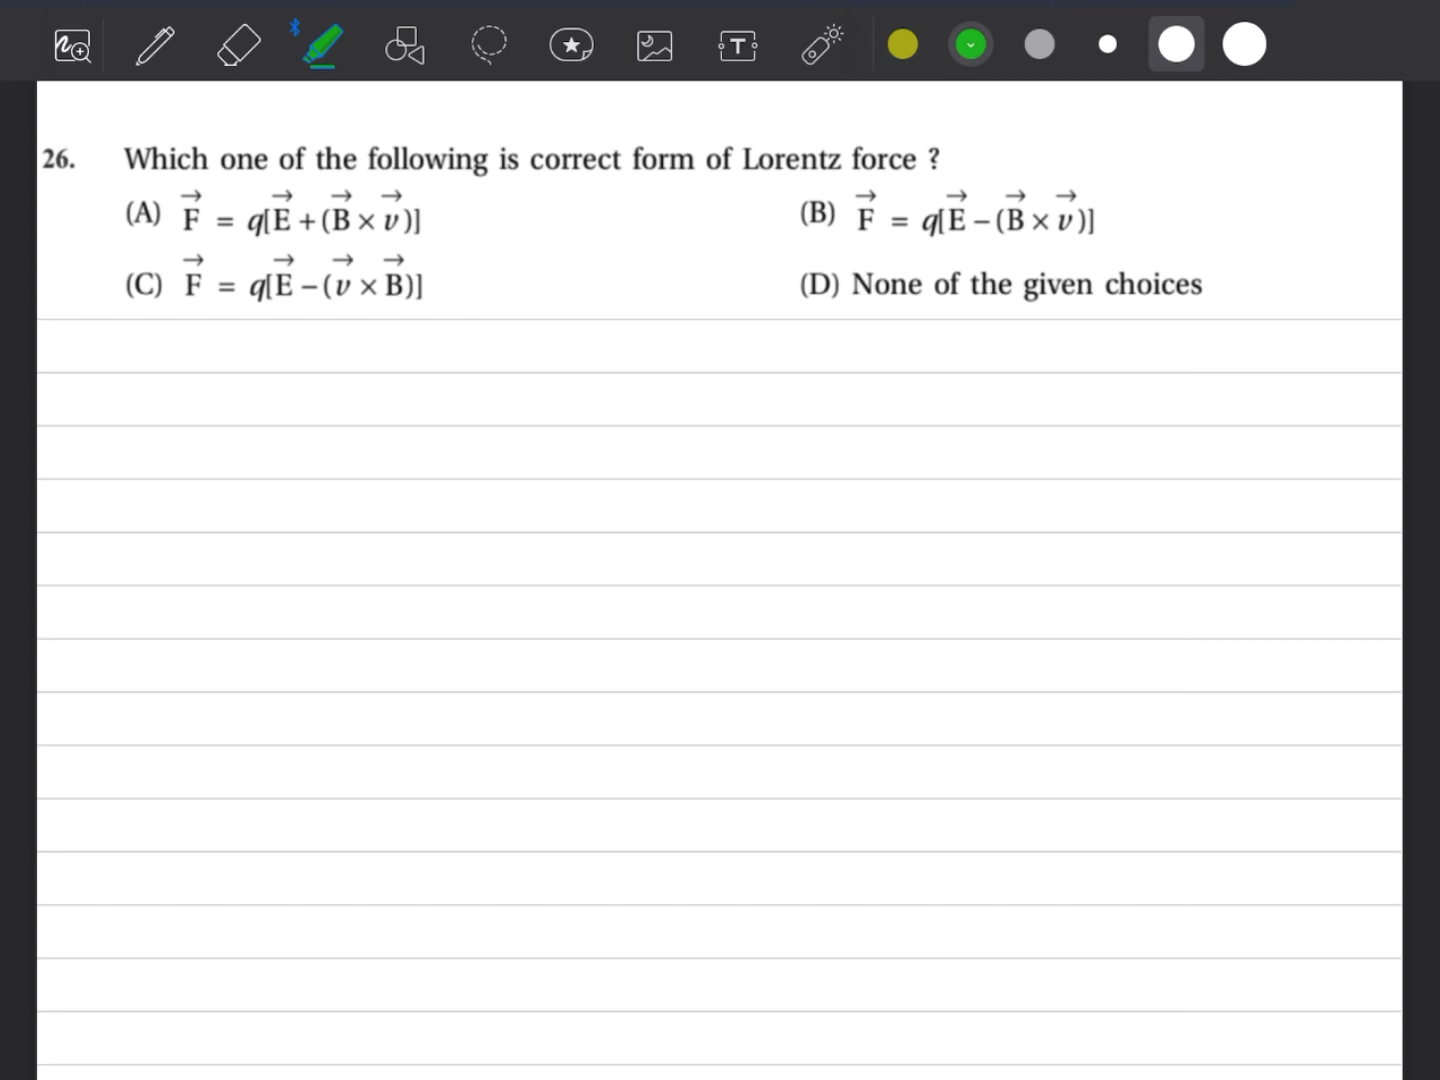 26. Which one of the following is correct form of Lorentz force ?
(A) F⃗ = q[E⃗ + (B⃗ × v⃗)] (B) F⃗ = q[E⃗ – (B⃗ × v⃗)]
(C) F⃗ = q[E⃗ – (v⃗ × B⃗)] (D) None of the given choices